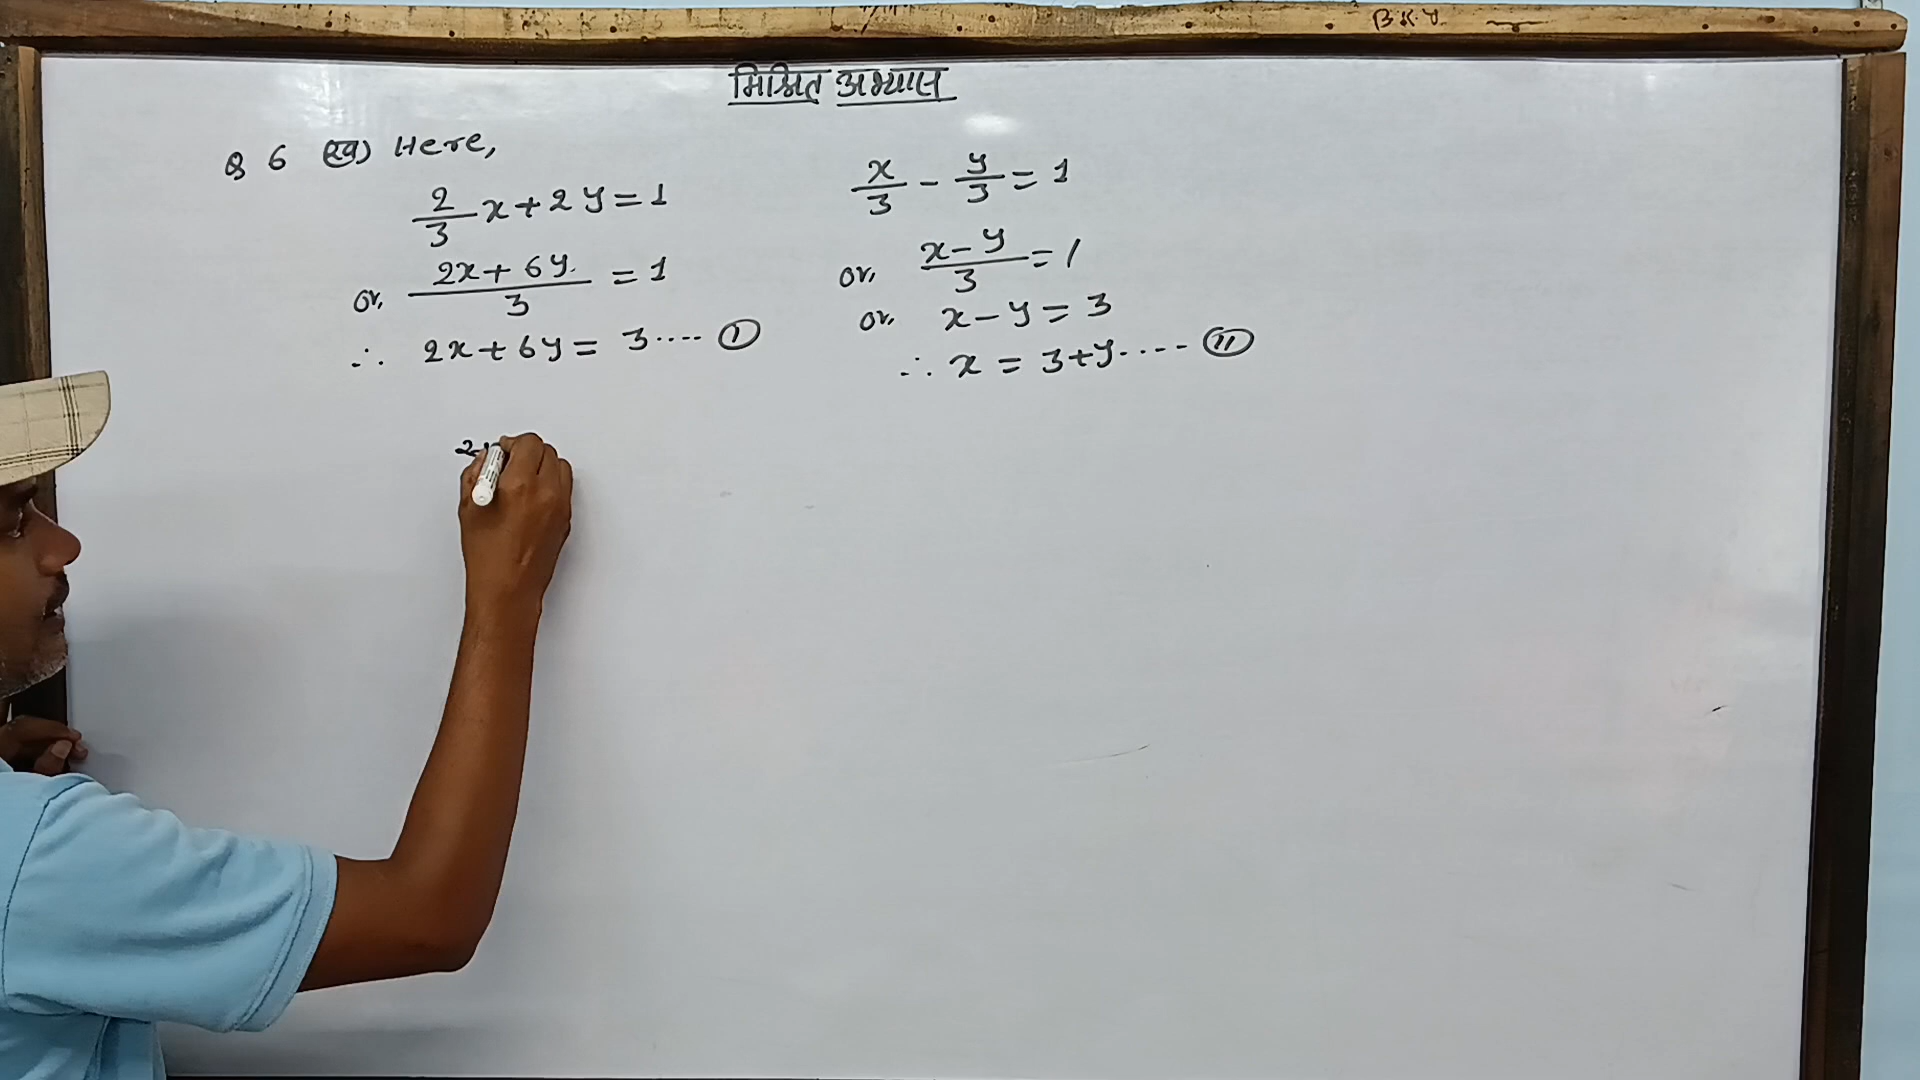 B.K.Y.
मिश्रित अभ्यास
Q 6 (ख) Here,
2/3 x + 2y = 1
or, (2x + 6y)/3 = 1
∴ 2x + 6y = 3 .... (I)
x/3 - y/3 = 1
or, (x - y)/3 = 1
or, x - y = 3
∴ x = 3 + y .... (II)